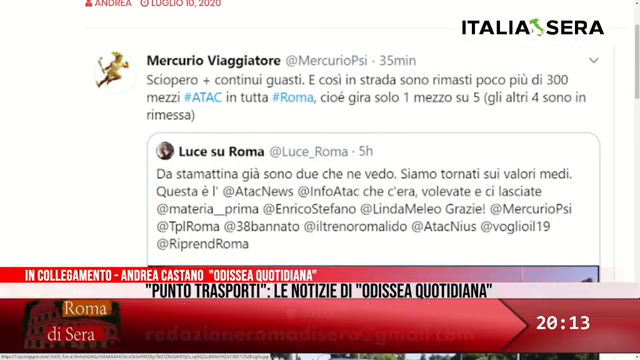 ANDREA LUGLIO 10, 2020
ITALIA SERA
Mercurio Viaggiatore @MercurioPsi · 35min
Sciopero + continui guasti. E così in strada sono rimasti poco più di 300
mezzi #ATAC in tutta #Roma, cioé gira solo 1 mezzo su 5 (gli altri 4 sono in
rimessa)
Luce su Roma @Luce_Roma · 5h
Da stamattina già sono due che ne vedo. Siamo tornati sui valori medi.
Questa è l' @AtacNews @InfoAtac che c'era, volevate e ci lasciate
@materia__prima @EnricoStefano @LindaMeleo Grazie! @MercurioPsi
@TplRoma @38bannato @iltrenoromalido @AtacNius @voglioil19
@RiprendRoma
IN COLLEGAMENTO - ANDREA CASTANO "ODISSEA QUOTIDIANA"
"PUNTO TRASPORTI": LE NOTIZIE DI "ODISSEA QUOTIDIANA"
Roma
di Sera
redazioneromadisera@gmail.com
20:13